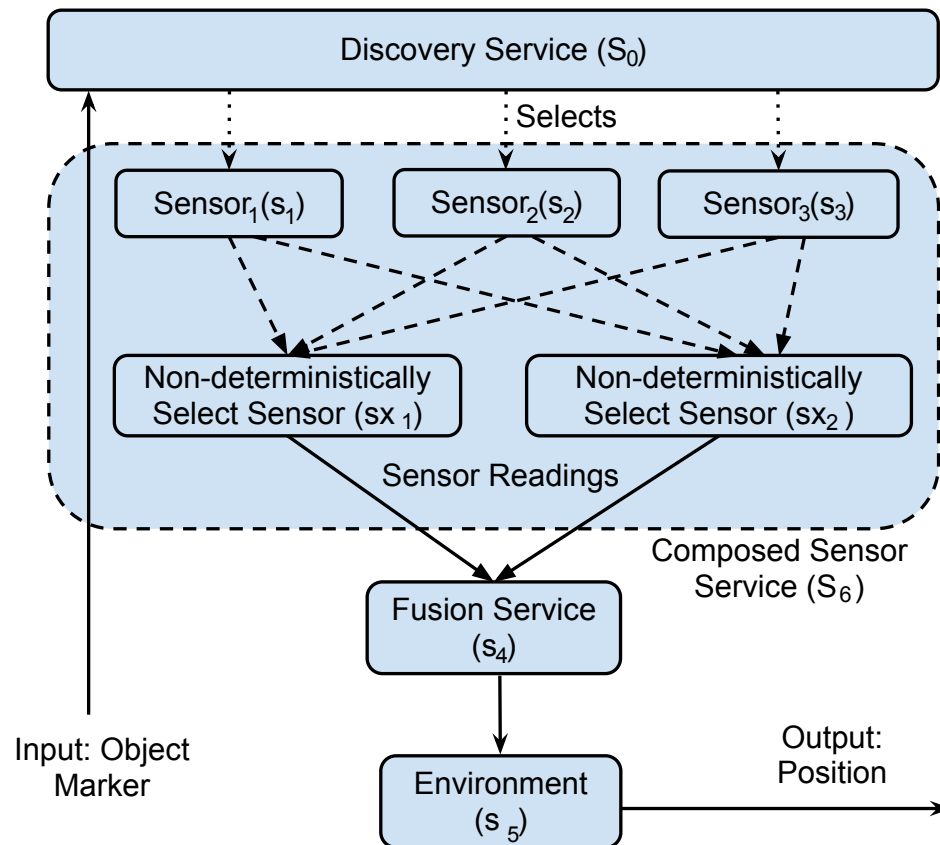 Discovery Service (S₀)
Selects
Sensor₁(s₁)
Sensor₂(s₂)
Sensor₃(s₃)
Non-deterministically
Select Sensor (sx ₁)
Non-deterministically
Select Sensor (sx₂ )
Sensor Readings
Composed Sensor
Service (S₆)
Fusion Service
(s₄)
Input: Object
Marker
Environment
(s ₅)
Output:
Position